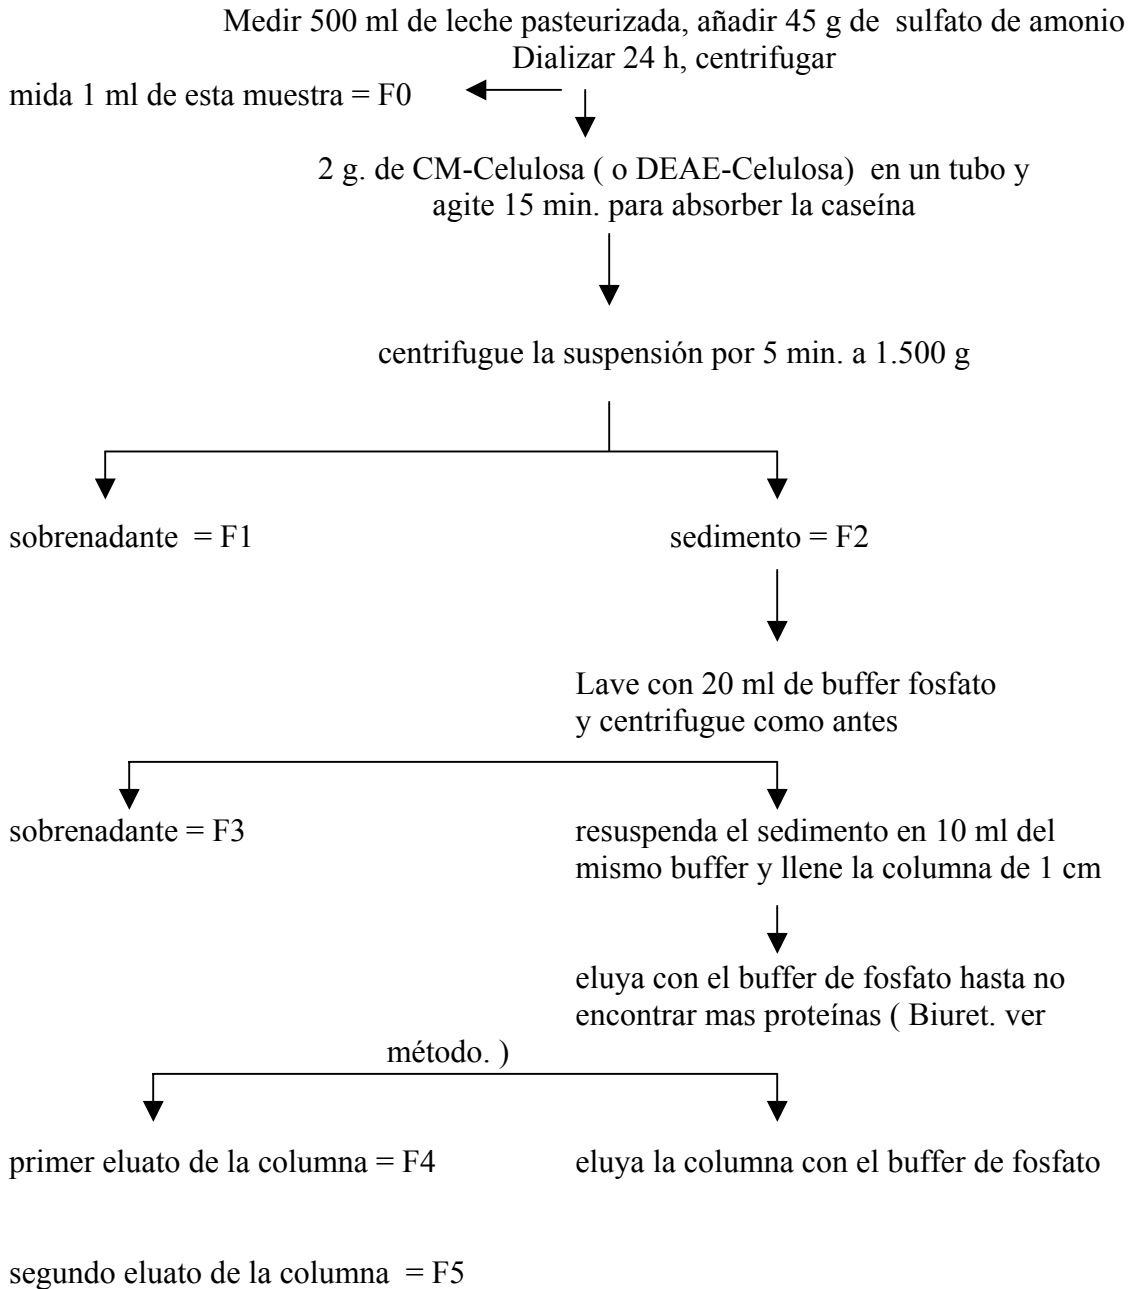 Medir 500 ml de leche pasteurizada, añadir 45 g de sulfato de amonio
Dializar 24 h, centrifugar
mida 1 ml de esta muestra = F0
2 g. de CM-Celulosa ( o DEAE-Celulosa) en un tubo y
agite 15 min. para absorber la caseína
centrifugue la suspensión por 5 min. a 1.500 g
sobrenadante = F1
sedimento = F2
Lave con 20 ml de buffer fosfato
y centrifugue como antes
sobrenadante = F3
resuspenda el sedimento en 10 ml del
mismo buffer y llene la columna de 1 cm
eluya con el buffer de fosfato hasta no
encontrar mas proteínas ( Biuret. ver
método. )
primer eluato de la columna = F4
eluya la columna con el buffer de fosfato
segundo eluato de la columna = F5